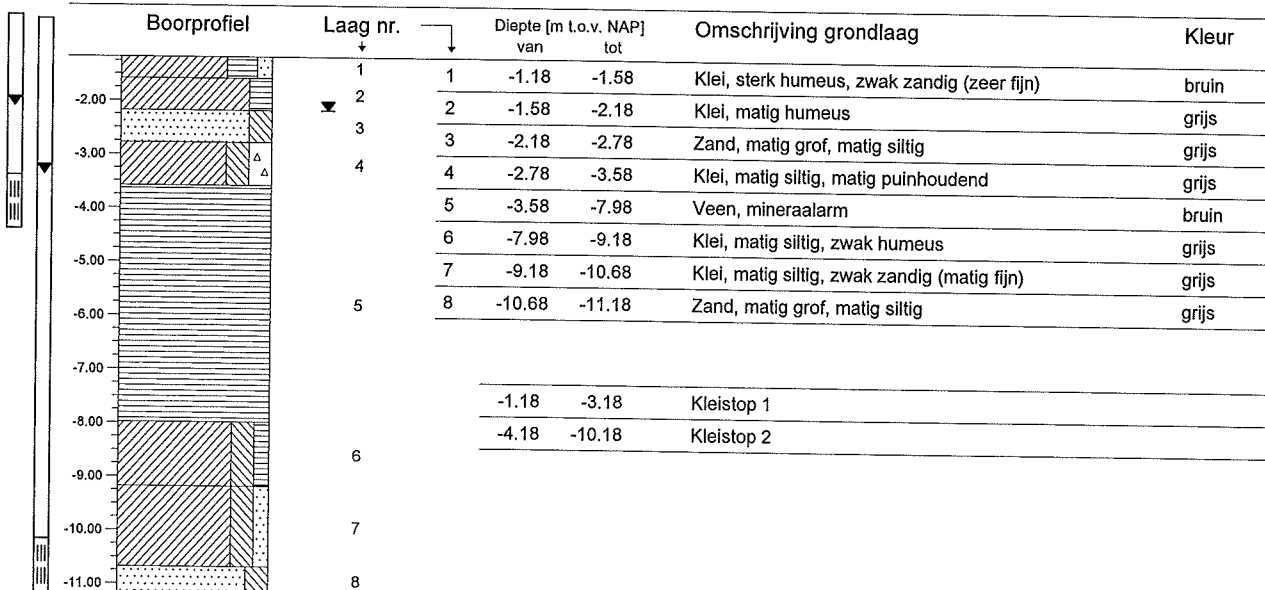 Boorprofiel Laag nr. Diepte [m t.o.v. NAP] Omschrijving grondlaag Kleur
van tot
1 1 -1.18 -1.58 Klei, sterk humeus, zwak zandig (zeer fijn) bruin
-2.00 2 2 -1.58 -2.18 Klei, matig humeus grijs
3 3 -2.18 -2.78 Zand, matig grof, matig siltig grijs
-3.00 4 4 -2.78 -3.58 Klei, matig siltig, matig puinhoudend grijs
-4.00 5 -3.58 -7.98 Veen, mineraalarm bruin
6 -7.98 -9.18 Klei, matig siltig, zwak humeus grijs
-5.00 7 -9.18 -10.68 Klei, matig siltig, zwak zandig (matig fijn) grijs
-6.00 5 8 -10.68 -11.18 Zand, matig grof, matig siltig grijs
-7.00
-1.18 -3.18 Kleistop 1
-8.00 -4.18 -10.18 Kleistop 2
6
-9.00
-10.00 7
-11.00 8